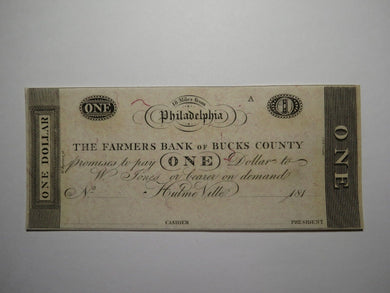 ONE DOLLAR
ONE
18 Miles from
A
1
Philadelphia
THE FARMERS BANK OF BUCKS COUNTY
promises to pay ONE Dollar to
W Jones or bearer on demand
No HulmeVille 181
CASHIER PRESIDENT
ONE